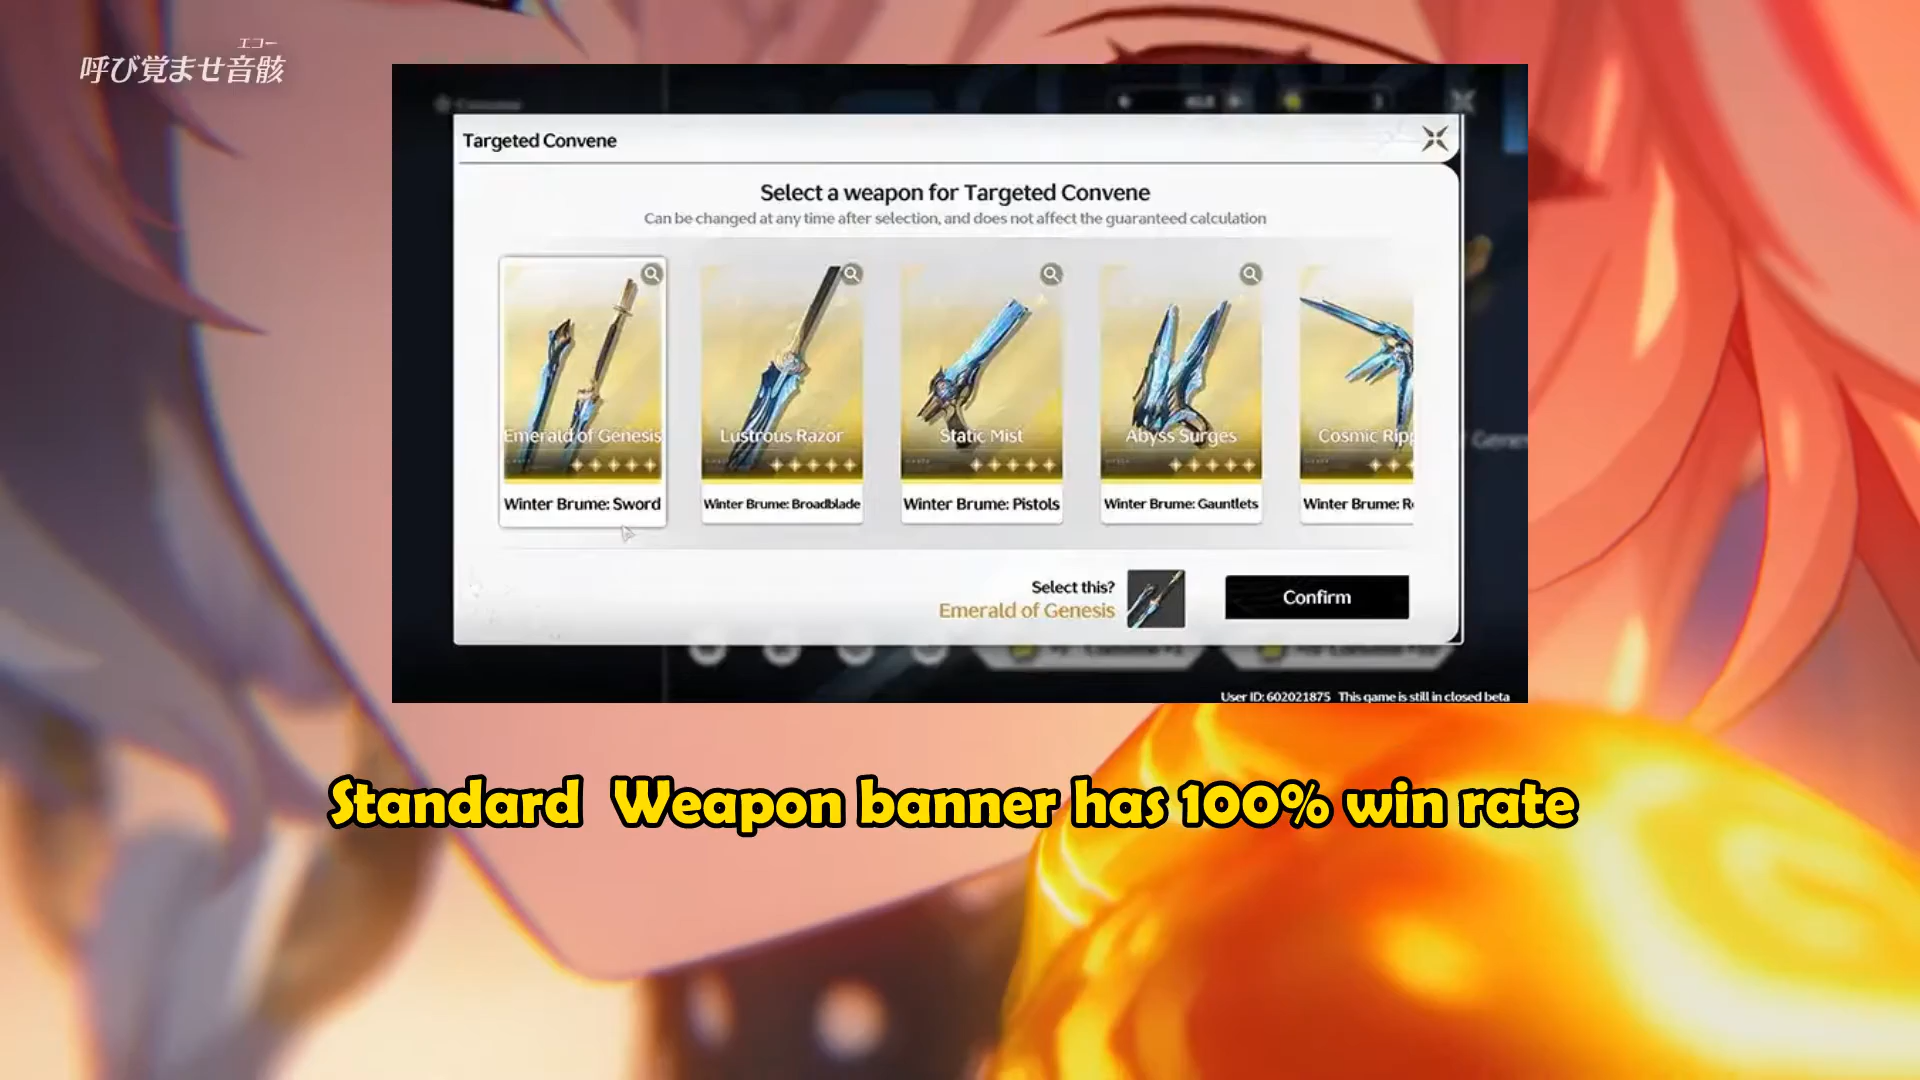 エコー
呼び覚ませ音骸
Targeted Convene
Select a weapon for Targeted Convene
Can be changed at any time after selection, and does not affect the guaranteed calculation
Emerald of Genesis
Lustrous Razor
Static Mist
Abyss Surges
Cosmic Ripp
Winter Brume: Sword
Winter Brume: Broadblade
Winter Brume: Pistols
Winter Brume: Gauntlets
Winter Brume: R
Select this?
Emerald of Genesis
Confirm
User ID: 602021875 This game is still in closed beta
Standard Weapon banner has 100% win rate